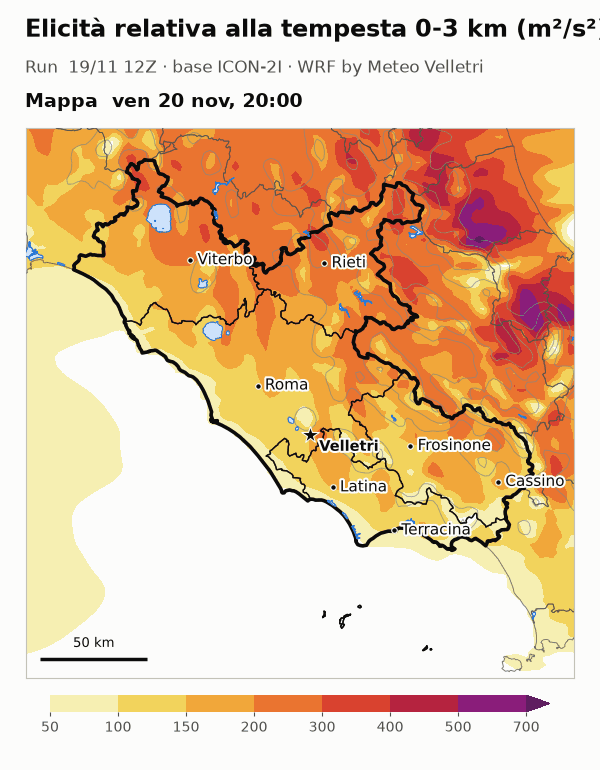 Elicità relativa alla tempesta 0-3 km (m²/s²)
Run  19/11 12Z · base ICON-2I · WRF by Meteo Velletri
Mappa  ven 20 nov, 20:00
Viterbo
Rieti
Roma
Velletri
Frosinone
Cassino
Latina
Terracina
50 km
50 100 150 200 300 400 500 700